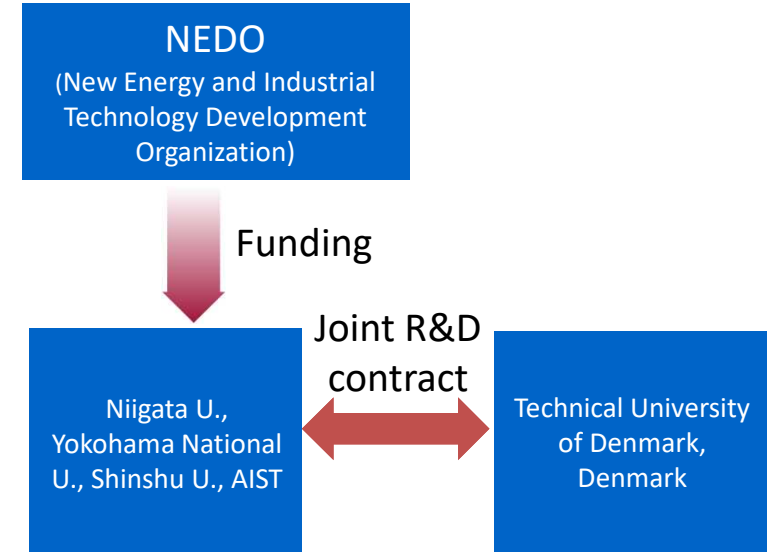 NEDO
(New Energy and Industrial
Technology Development
Organization)
Funding
Joint R&D
contract
Niigata U.,
Yokohama National
U., Shinshu U., AIST
Technical University
of Denmark,
Denmark